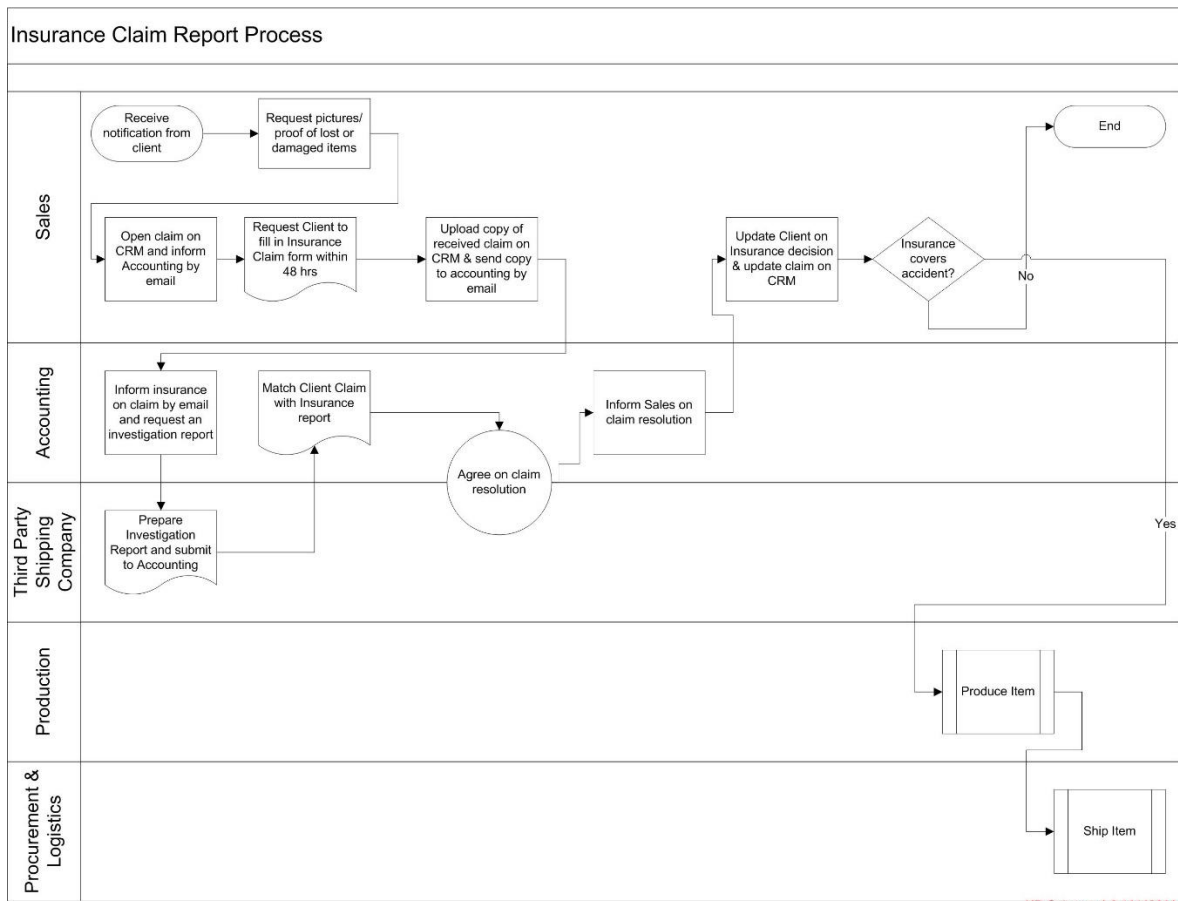 Insurance Claim Report Process
Sales
Receive
notification from
client
Request pictures/
proof of lost or
damaged items
End
Open claim on
CRM and inform
Accounting by
email
Request Client to
fill in Insurance
Claim form within
48 hrs
Upload copy of
received claim on
CRM & send copy
to accounting by
email
Update Client on
Insurance decision
& update claim on
CRM
Insurance
covers
accident?
No
Accounting
Inform insurance
on claim by email
and request an
investigation report
Match Client Claim
with Insurance
report
Agree on claim
resolution
Inform Sales on
claim resolution
Third Party
Shipping
Company
Prepare
Investigation
Report and submit
to Accounting
Yes
Production
Produce Item
Procurement &
Logistics
Ship Item